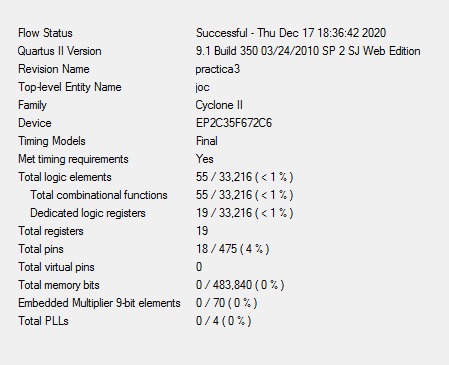 Flow Status Successful - Thu Dec 17 18:36:42 2020
Quartus II Version 9.1 Build 350 03/24/2010 SP 2 SJ Web Edition
Revision Name practica3
Top-level Entity Name joc
Family Cyclone II
Device EP2C35F672C6
Timing Models Final
Met timing requirements Yes
Total logic elements 55 / 33,216 ( < 1 % )
Total combinational functions 55 / 33,216 ( < 1 % )
Dedicated logic registers 19 / 33,216 ( < 1 % )
Total registers 19
Total pins 18 / 475 ( 4 % )
Total virtual pins 0
Total memory bits 0 / 483,840 ( 0 % )
Embedded Multiplier 9-bit elements 0 / 70 ( 0 % )
Total PLLs 0 / 4 ( 0 % )